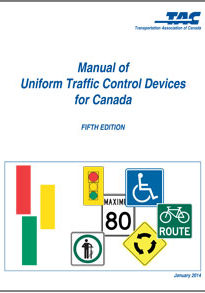 TAC
Transportation Association of Canada
Manual of
Uniform Traffic Control Devices
for Canada
FIFTH EDITION
MAXIMUM
80
ROUTE
January 2014